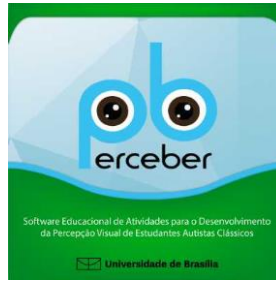 pb
erceber
Software Educacional de Atividades para o Desenvolvimento
da Percepção Visual de Estudantes Autistas Clássicos
Universidade de Brasília